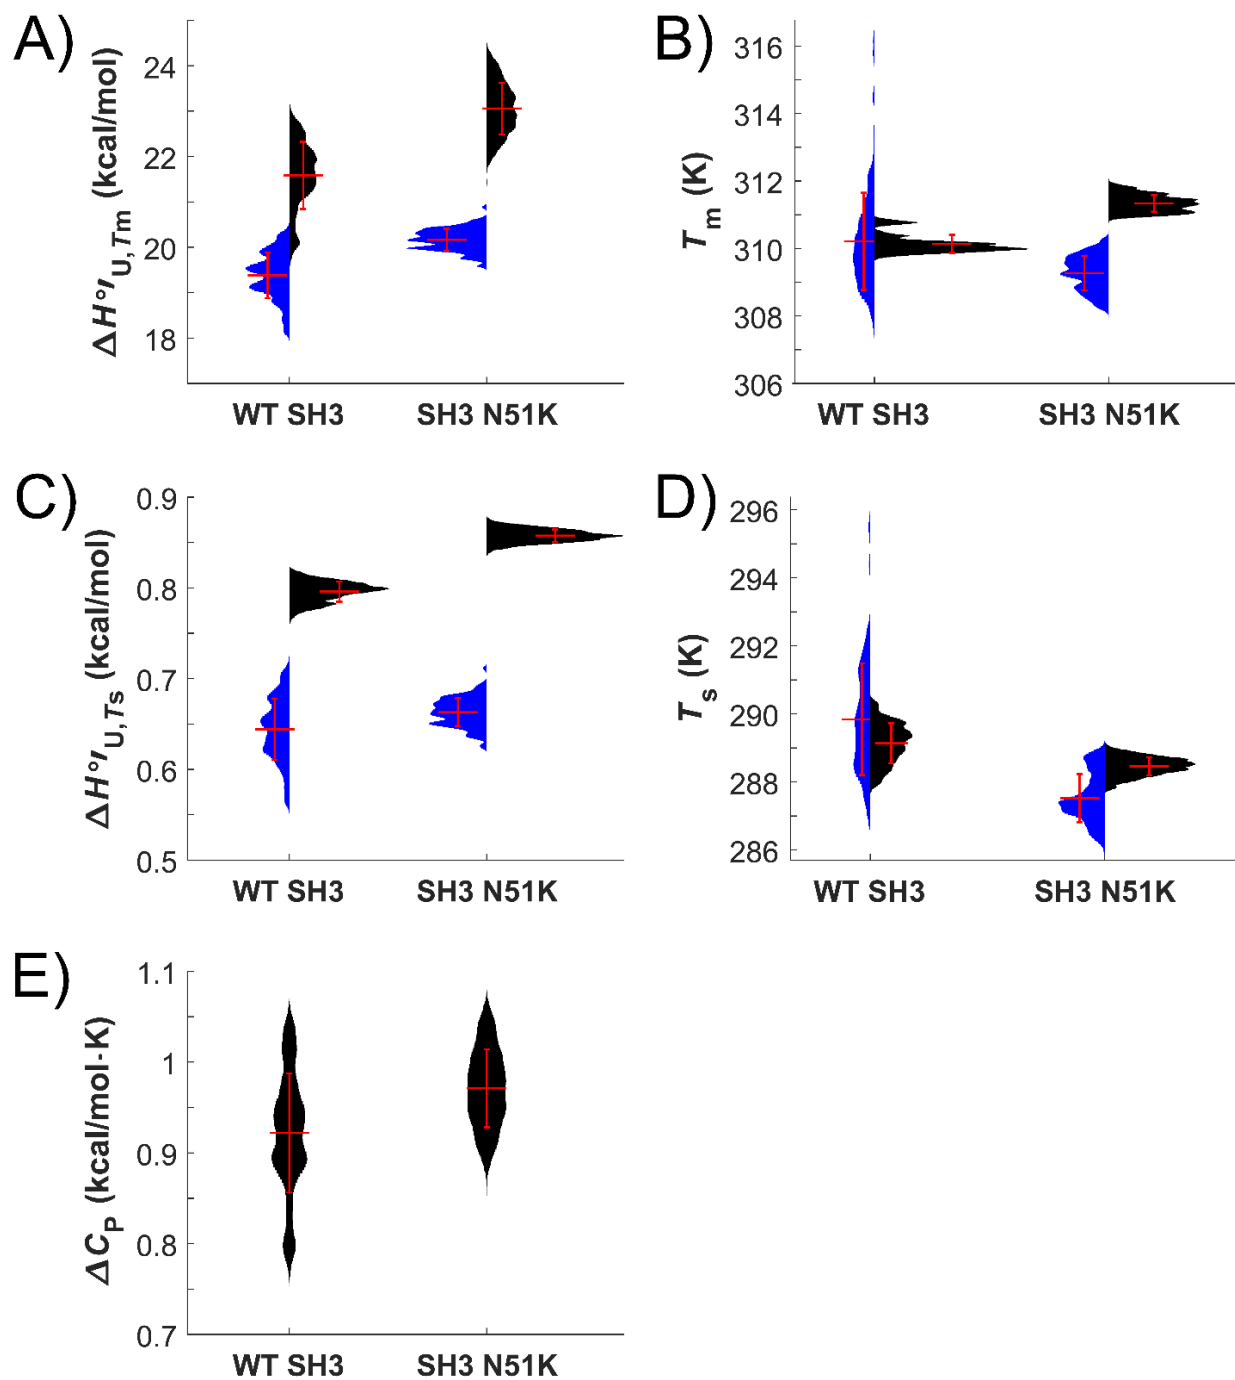 A)
ΔH°′U,Tm (kcal/mol)
24
22
20
18
WT SH3
SH3 N51K
B)
Tm (K)
316
314
312
310
308
306
WT SH3
SH3 N51K
C)
ΔH°′U,Ts (kcal/mol)
0.9
0.8
0.7
0.6
0.5
WT SH3
SH3 N51K
D)
Ts (K)
296
294
292
290
288
286
WT SH3
SH3 N51K
E)
ΔCP (kcal/mol·K)
1.1
1
0.9
0.8
0.7
WT SH3
SH3 N51K